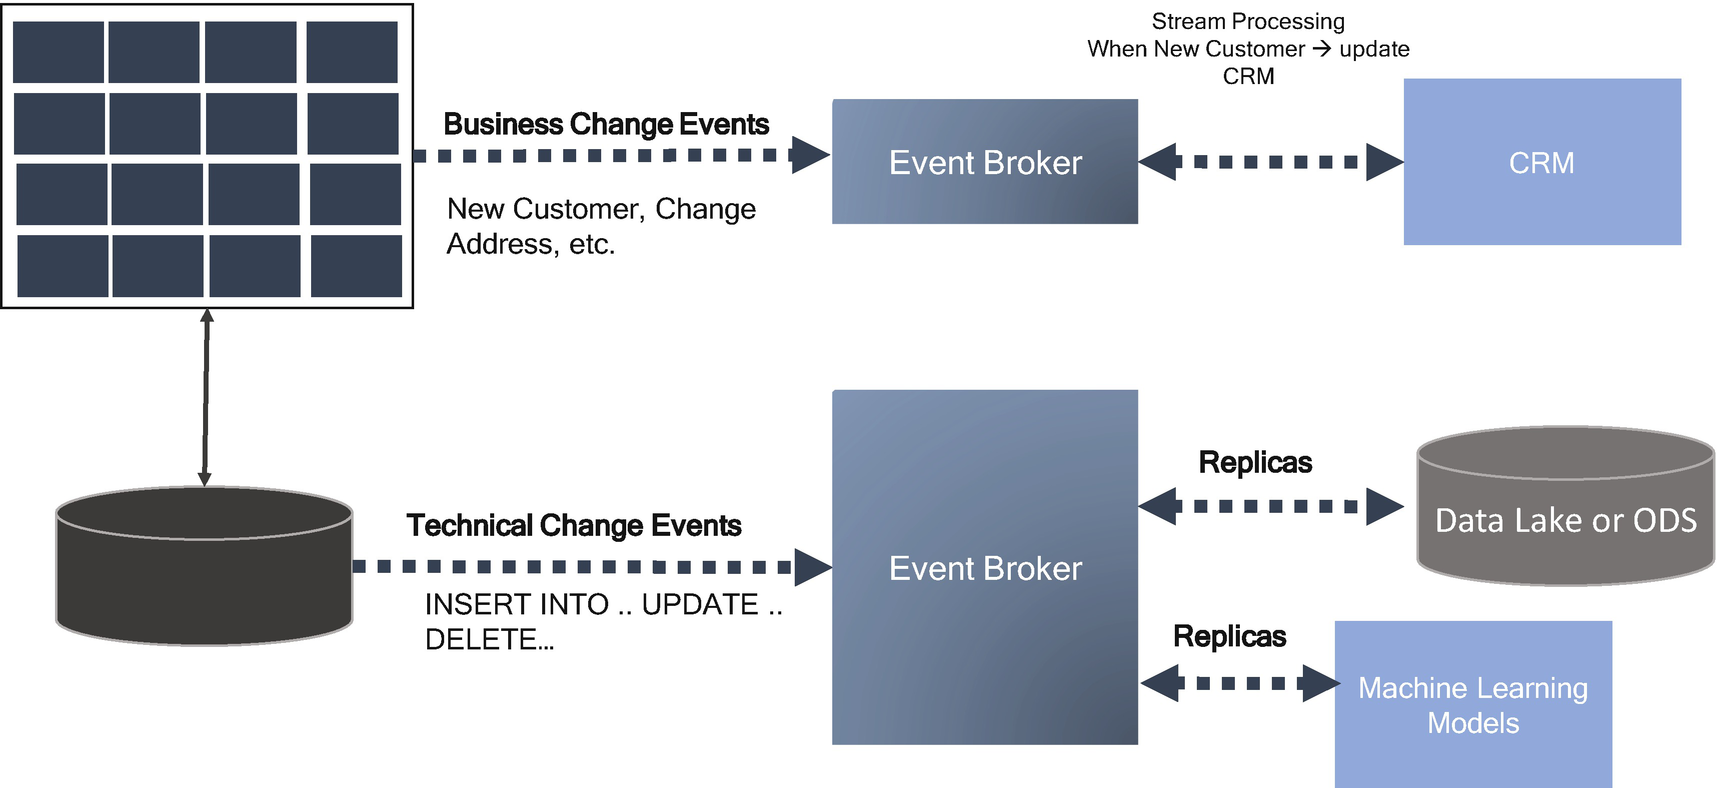 Stream Processing
When New Customer → update
CRM
Business Change Events
New Customer, Change
Address, etc.
Event Broker
CRM
Technical Change Events
INSERT INTO .. UPDATE ..
DELETE...
Event Broker
Replicas
Data Lake or ODS
Replicas
Machine Learning
Models